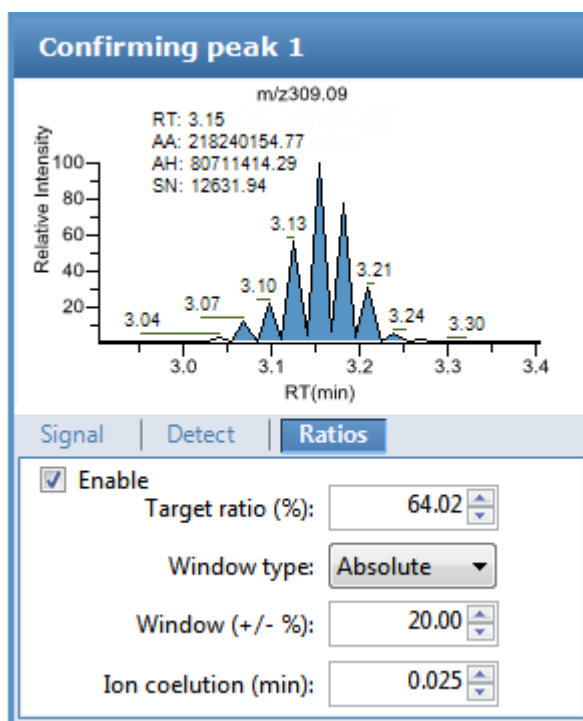 Confirming peak 1
m/z309.09
RT: 3.15
AA: 218240154.77
AH: 80711414.29
SN: 12631.94
Relative Intensity
100
80
60
40
20
3.04
3.07
3.10
3.13
3.21
3.24
3.30
3.0 3.1 3.2 3.3 3.4
RT(min)
Signal Detect Ratios
Enable
Target ratio (%): 64.02
Window type: Absolute
Window (+/- %): 20.00
Ion coelution (min): 0.025